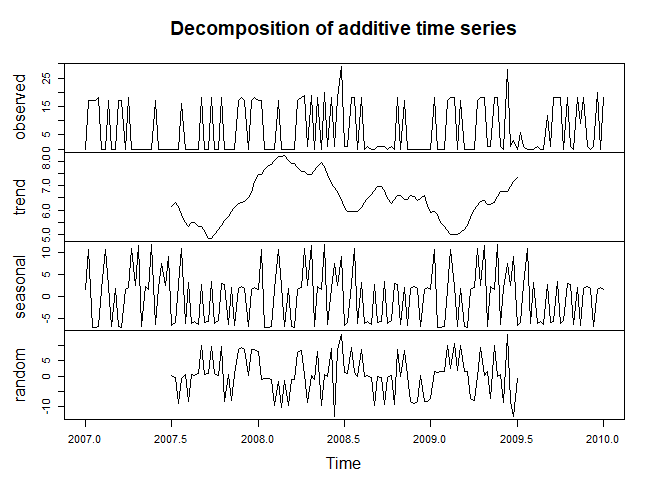 Decomposition of additive time series
observed
0 5 15 25
trend
5.0 6.0 7.0 8.0
seasonal
-5 0 5 10
random
-10 0 5
2007.0 2007.5 2008.0 2008.5 2009.0 2009.5 2010.0
Time